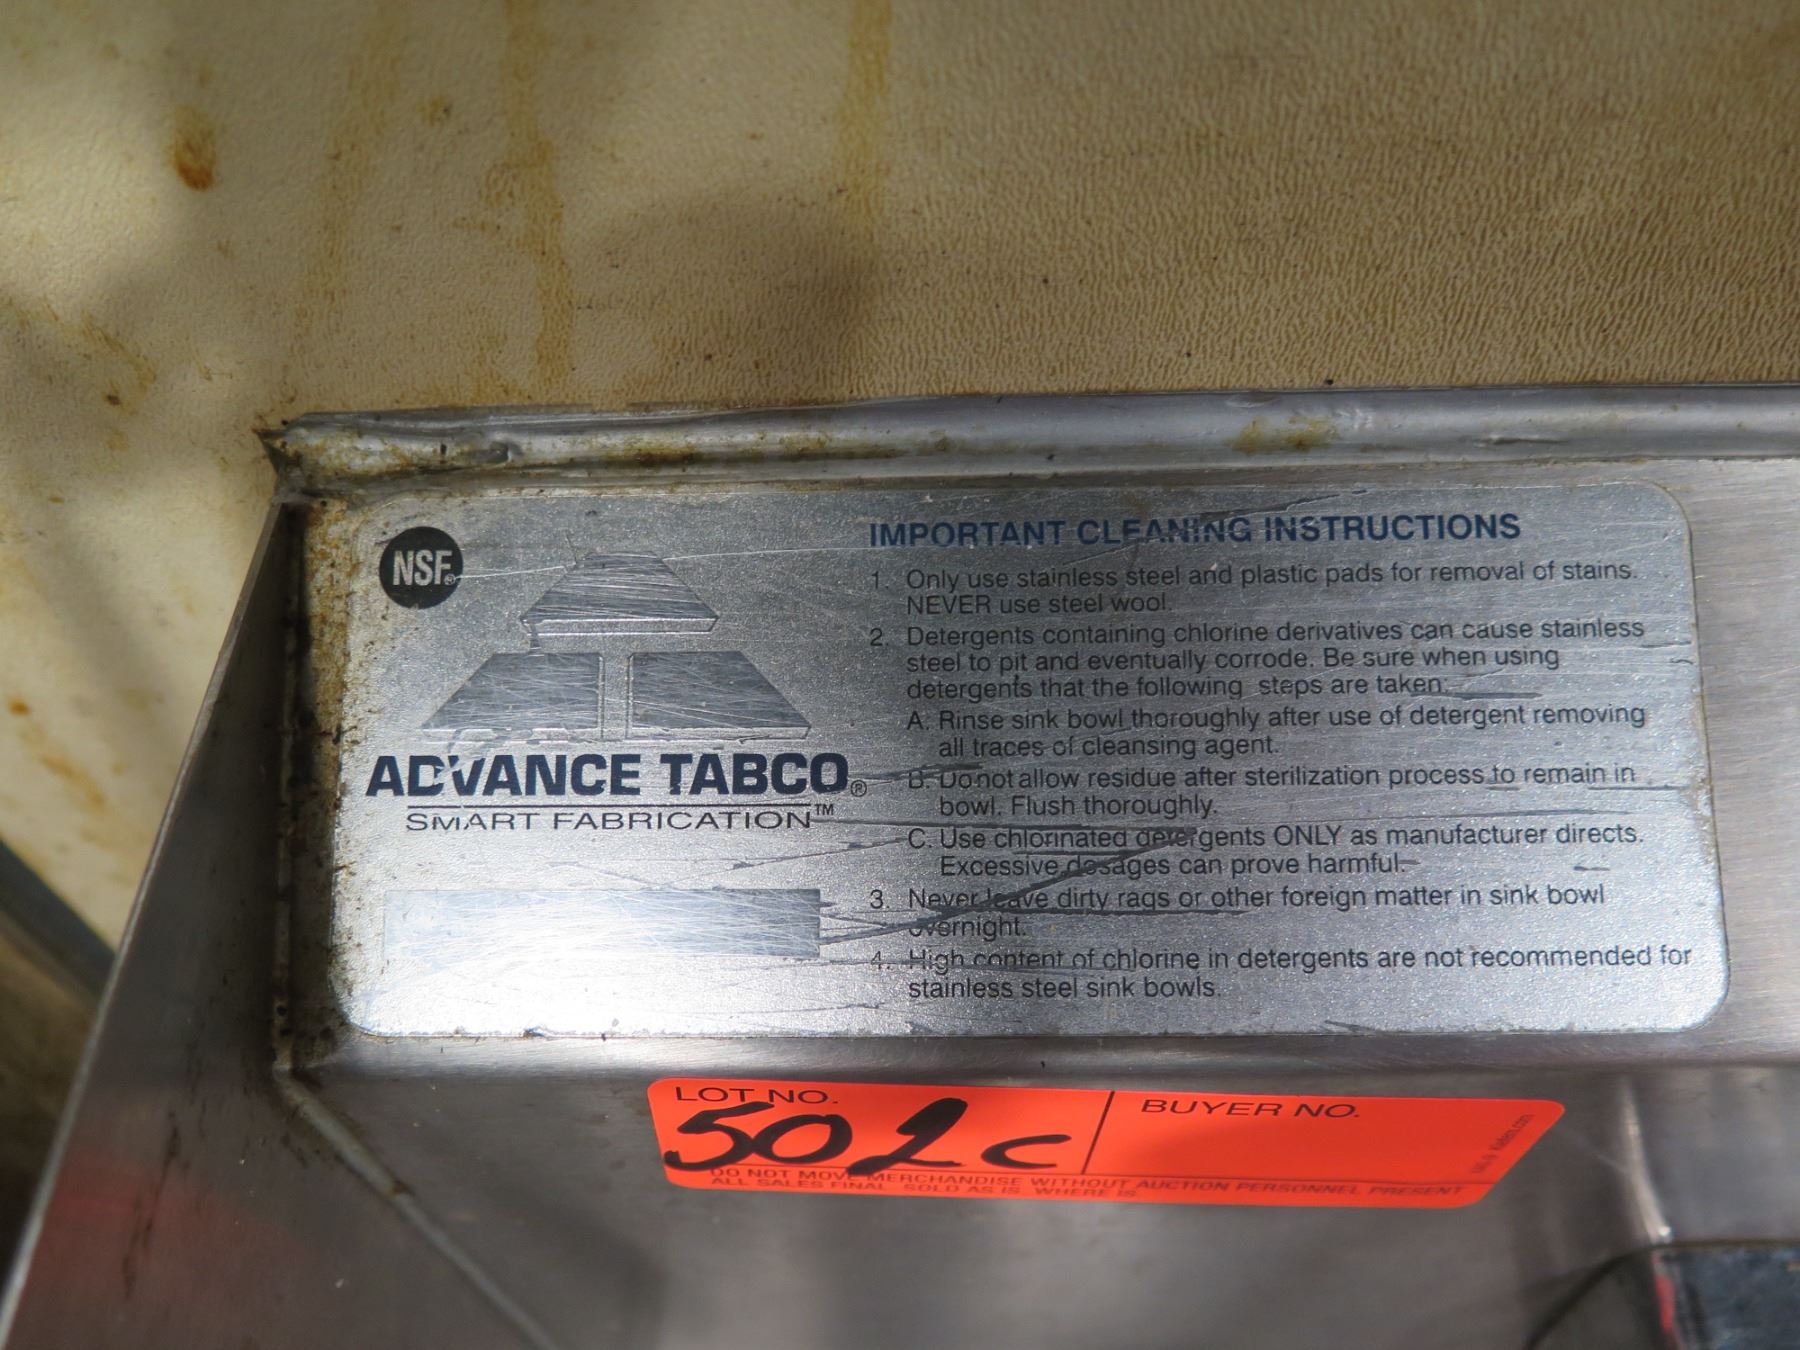 NSF®
ADVANCE TABCO®
SMART FABRICATION™
IMPORTANT CLEANING INSTRUCTIONS
1. Only use stainless steel and plastic pads for removal of stains.
NEVER use steel wool.
2. Detergents containing chlorine derivatives can cause stainless
steel to pit and eventually corrode. Be sure when using
detergents that the following steps are taken:
A. Rinse sink bowl thoroughly after use of detergent removing
all traces of cleansing agent.
B. Do not allow residue after sterilization process to remain in
bowl. Flush thoroughly.
C. Use chlorinated detergents ONLY as manufacturer directs.
Excessive dosages can prove harmful.
3. Never leave dirty rags or other foreign matter in sink bowl
overnight.
4. High content of chlorine in detergents are not recommended for
stainless steel sink bowls.
LOT NO.
502c
BUYER NO.
DO NOT MOVE MERCHANDISE WITHOUT AUCTION PERSONNEL PRESENT
ALL SALES FINAL SOLD AS IS WHERE IS